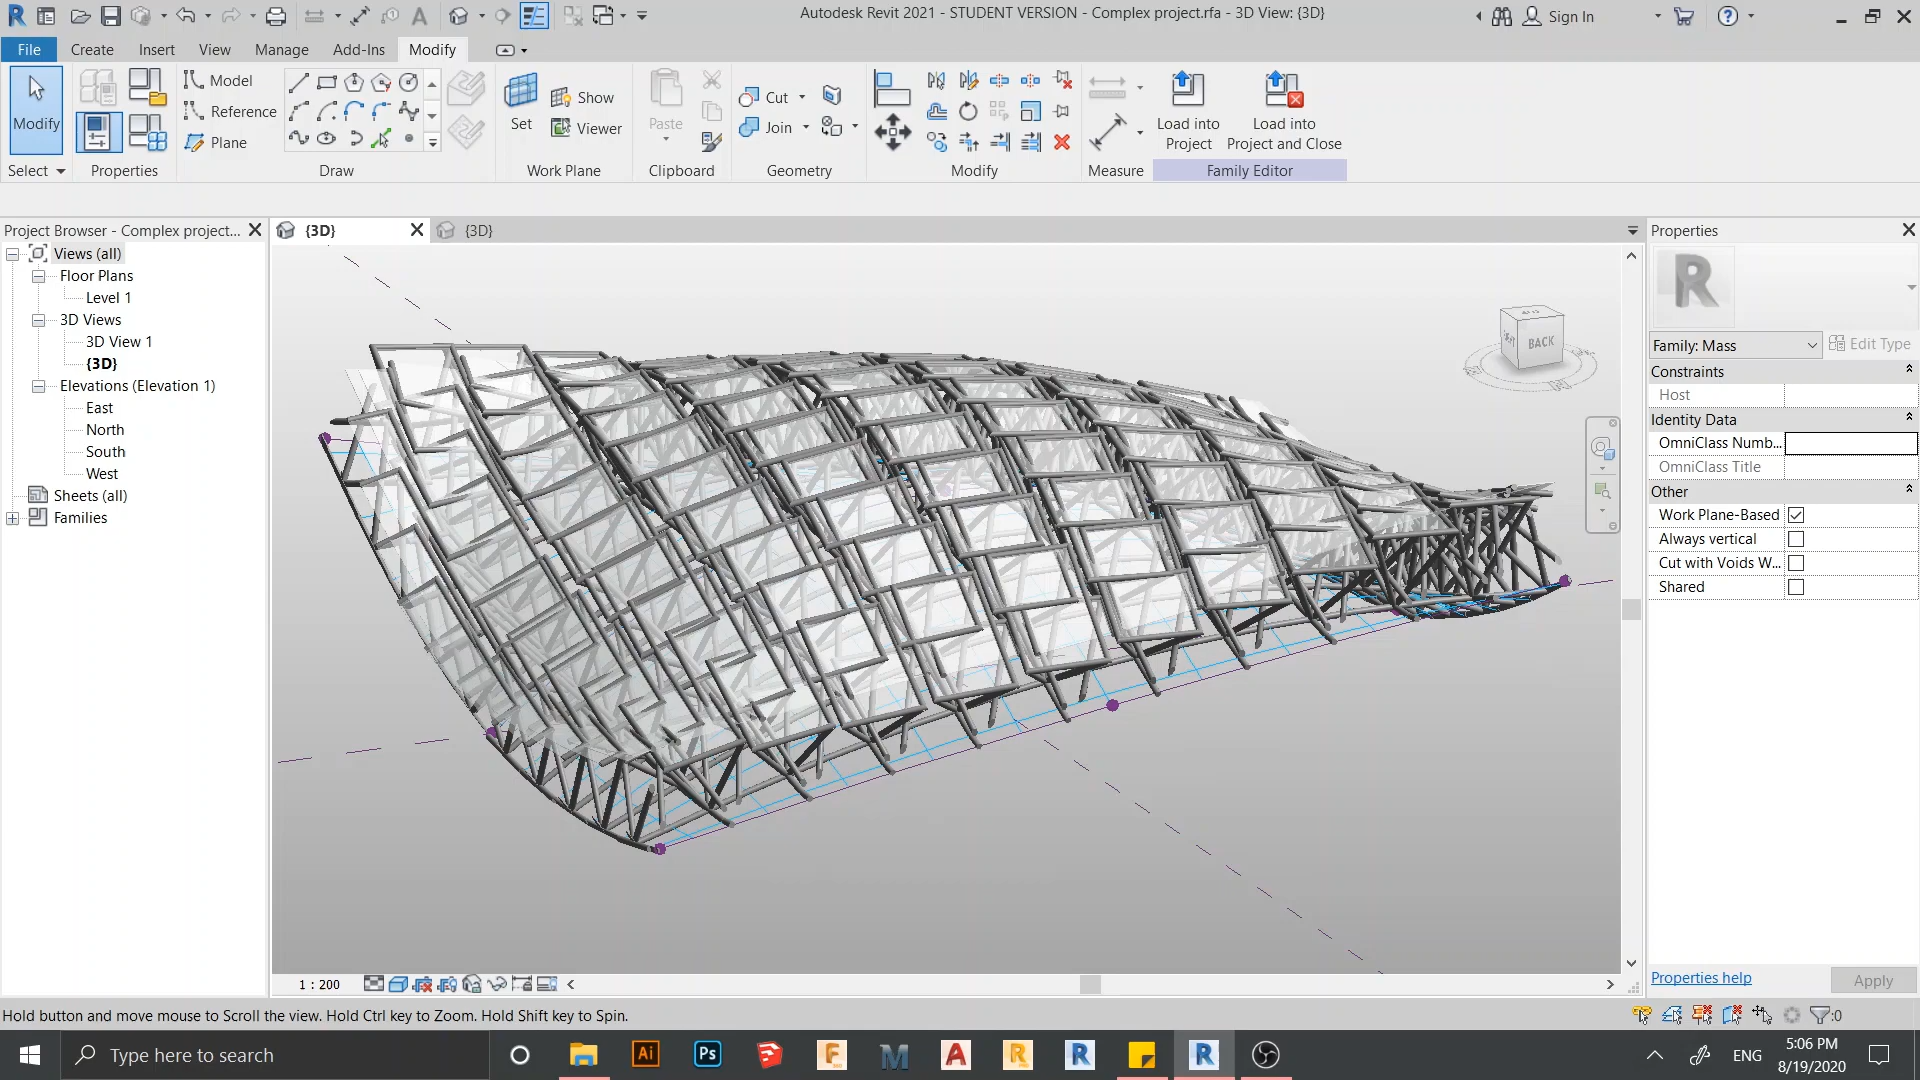 Autodesk Revit 2021 - STUDENT VERSION - Complex project.rfa - 3D View: {3D}
Sign In
File Create Insert View Manage Add-Ins Modify
Modify
Model
Reference
Plane
Set
Show
Viewer
Paste
Cut
Join
Load into Project
Load into Project and Close
Select Properties Draw Work Plane Clipboard Geometry Modify Measure Family Editor
Project Browser - Complex project...
{3D}
{3D}
Views (all)
Floor Plans
Level 1
3D Views
3D View 1
{3D}
Elevations (Elevation 1)
East
North
South
West
Sheets (all)
Families
BACK
Properties
R
Family: Mass
Edit Type
Constraints
Host
Identity Data
OmniClass Numb...
OmniClass Title
Other
Work Plane-Based
Always vertical
Cut with Voids W...
Shared
Properties help
Apply
1 : 200
Hold button and move mouse to Scroll the view. Hold Ctrl key to Zoom. Hold Shift key to Spin.
:0
Type here to search
Ai
Ps
F
M
A
R
R
R
ENG
5:06 PM
8/19/2020